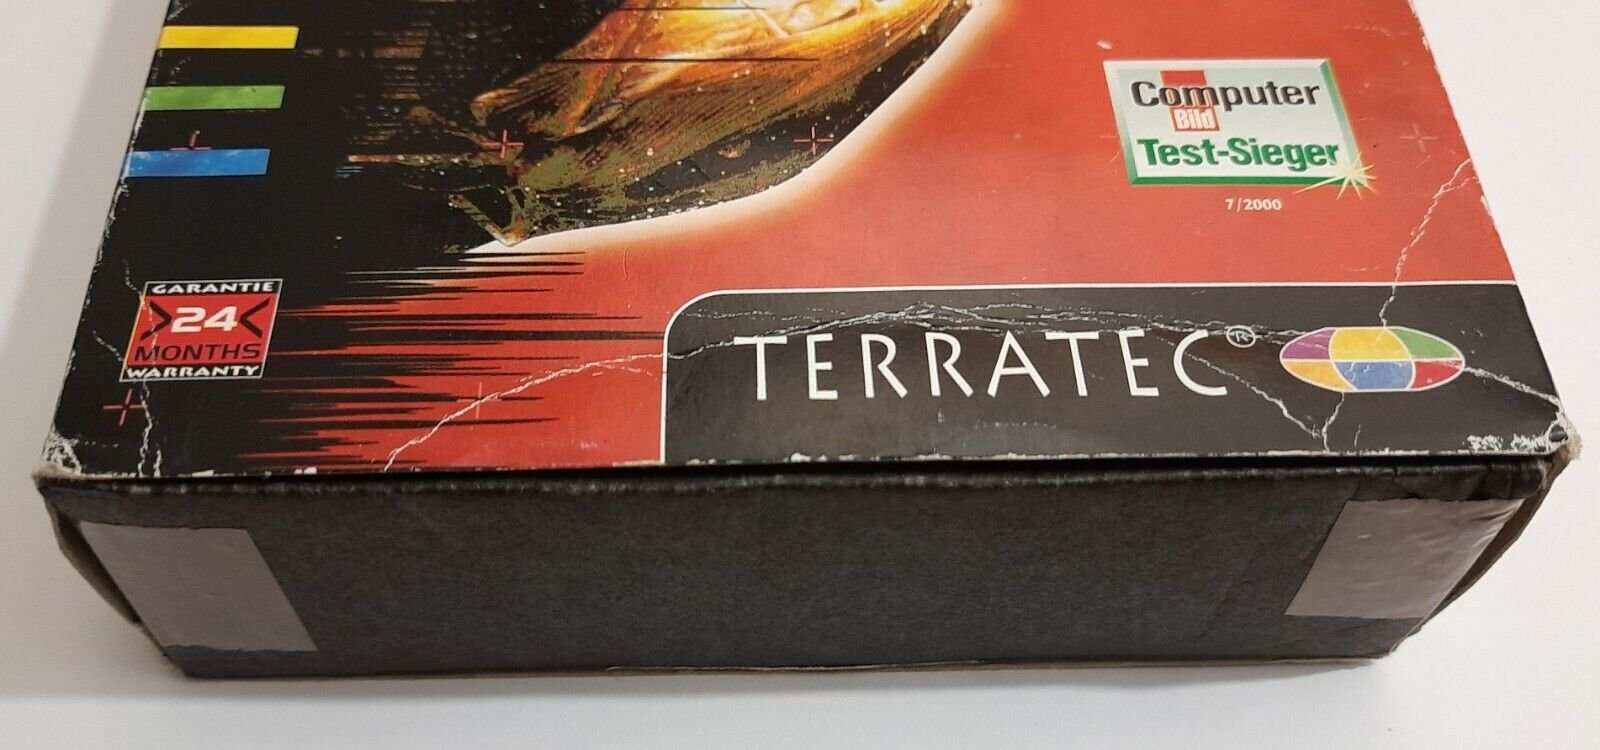 Computer
Bild
Test-Sieger
7/2000
GARANTIE
>24<
MONTHS
WARRANTY
TERRATEC®